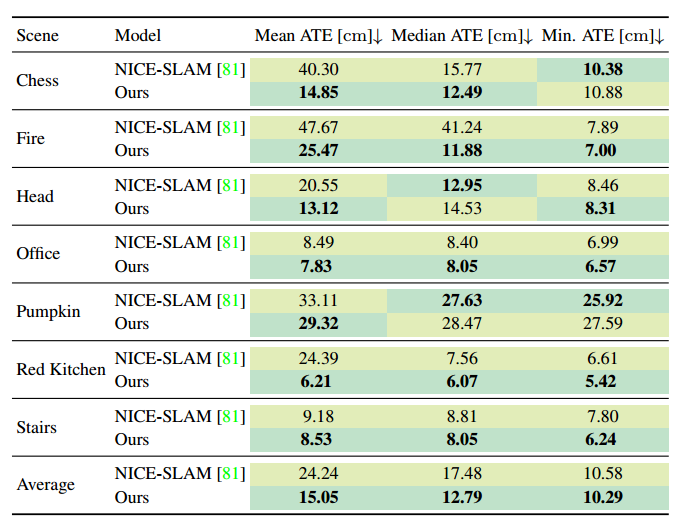 Scene Model Mean ATE [cm]↓ Median ATE [cm]↓ Min. ATE [cm]↓
Chess
NICE-SLAM [81] 40.30 15.77 10.38
Ours 14.85 12.49 10.88
Fire
NICE-SLAM [81] 47.67 41.24 7.89
Ours 25.47 11.88 7.00
Head
NICE-SLAM [81] 20.55 12.95 8.46
Ours 13.12 14.53 8.31
Office
NICE-SLAM [81] 8.49 8.40 6.99
Ours 7.83 8.05 6.57
Pumpkin
NICE-SLAM [81] 33.11 27.63 25.92
Ours 29.32 28.47 27.59
Red Kitchen
NICE-SLAM [81] 24.39 7.56 6.61
Ours 6.21 6.07 5.42
Stairs
NICE-SLAM [81] 9.18 8.81 7.80
Ours 8.53 8.05 6.24
Average
NICE-SLAM [81] 24.24 17.48 10.58
Ours 15.05 12.79 10.29